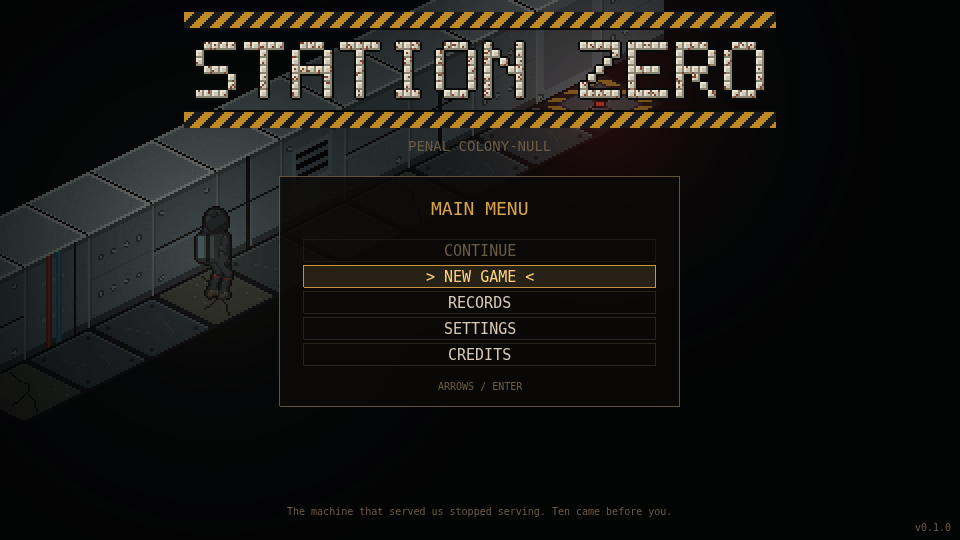 STATION ZERO
PENAL COLONY-NULL
MAIN MENU
CONTINUE
> NEW GAME <
RECORDS
SETTINGS
CREDITS
ARROWS / ENTER
The machine that served us stopped serving. Ten came before you.
v0.1.0